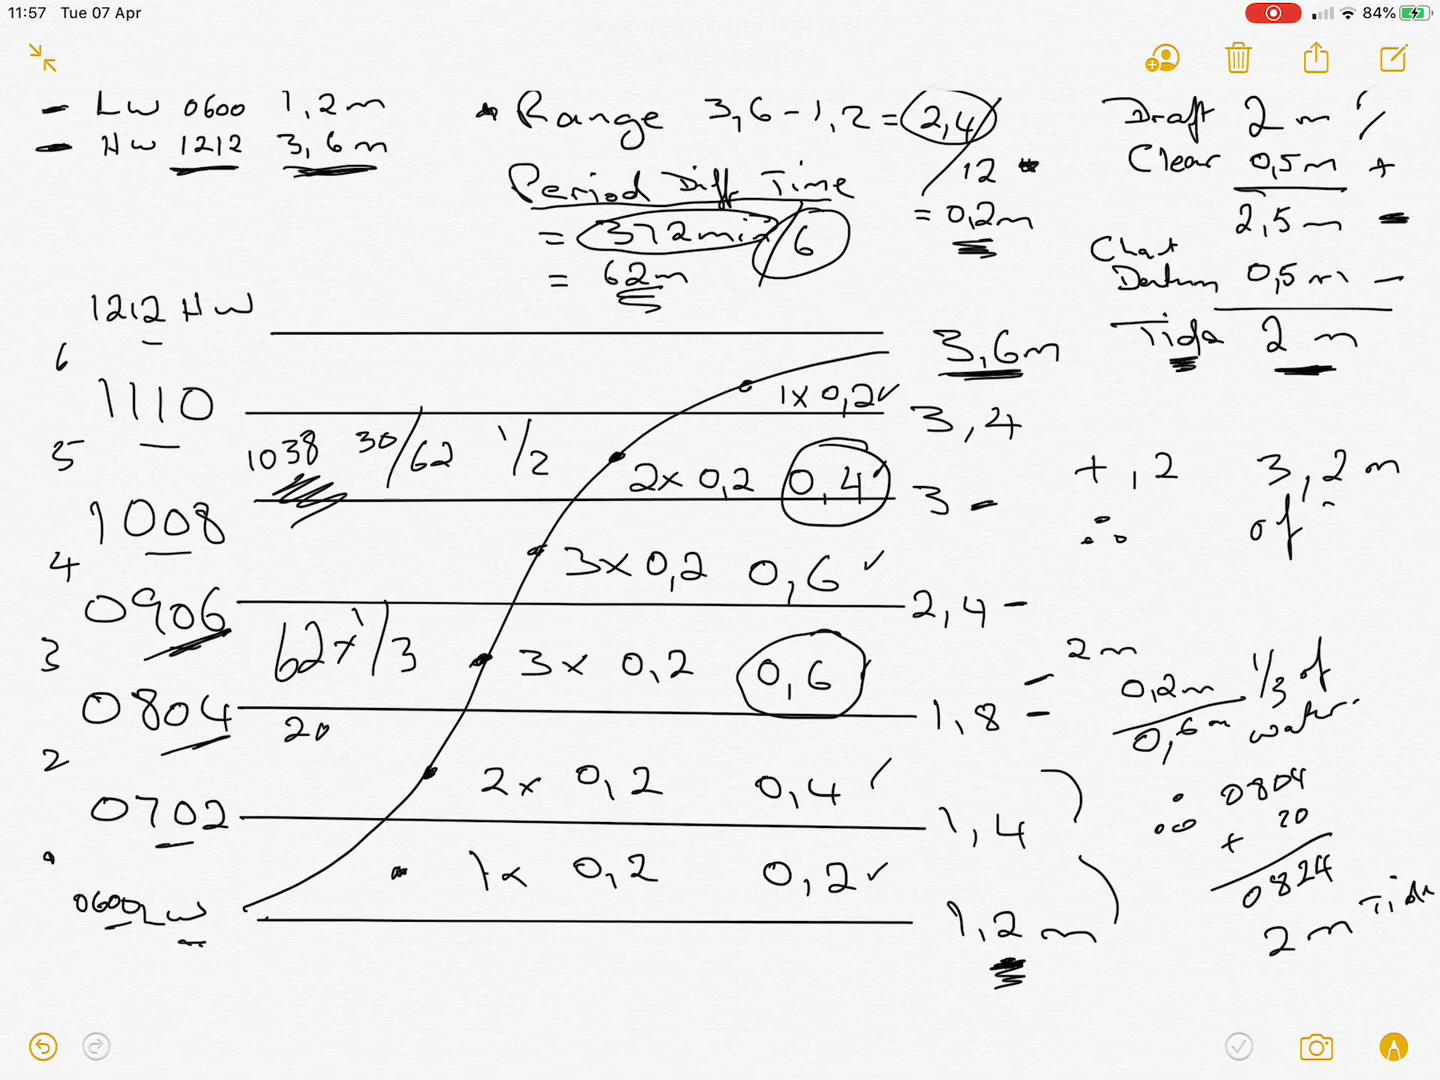 11:57 Tue 07 Apr
84%
- LW 0600 1,2m
- HW 1212 3,6m
Range 3,6-1,2 = 2,4
/12
= 0,2m
Period Diff Time
= 372min/6
= 62m
Draft 2m
Clear 0,5m +
2,5m -
Chart
Datum 0,5m -
Tide 2m
1212 HW
3,6m
6
1x 0,2
1110
3,4
5
1038 30/62 1/2
2x 0,2 0,4
+,2 3,2m
1008
3 -
∴ of
4
3x 0,2 0,6
0906
2,4 -
3
62x 1/3
3x 0,2 0,6
2m
0,2m 1/3 of
0,6m water.
0804
1,8 -
20
2
2x 0,2 0,4
∴ 0804
+ 20
0824
2m Tide
0702
1,4
1x 0,2 0,2
0600 LW
1,2m